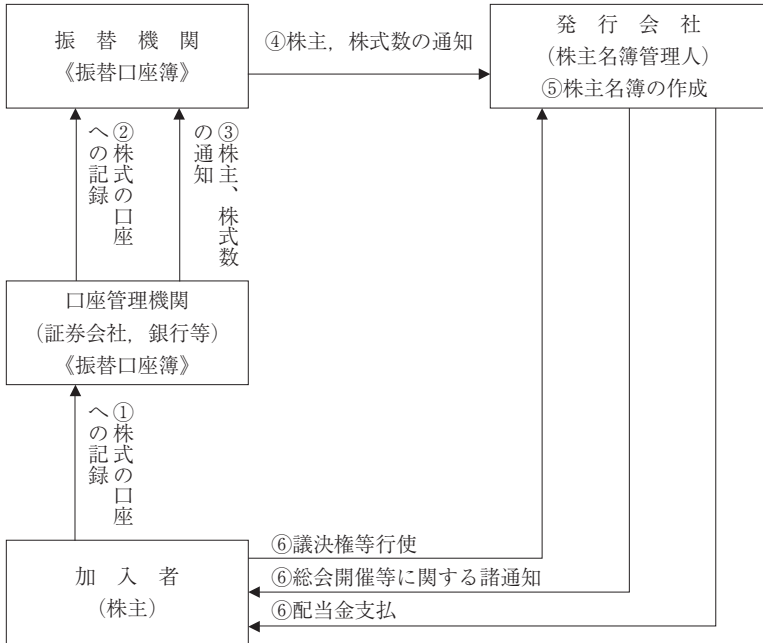 振替機関
《振替口座簿》
④株主，株式数の通知
発行会社
(株主名簿管理人)
⑤株主名簿の作成
②株式の口座
への記録
③株主、株式数
の通知
口座管理機関
(証券会社，銀行等)
《振替口座簿》
①株式の口座
への記録
加入者
(株主)
⑥議決権等行使
⑥総会開催等に関する諸通知
⑥配当金支払